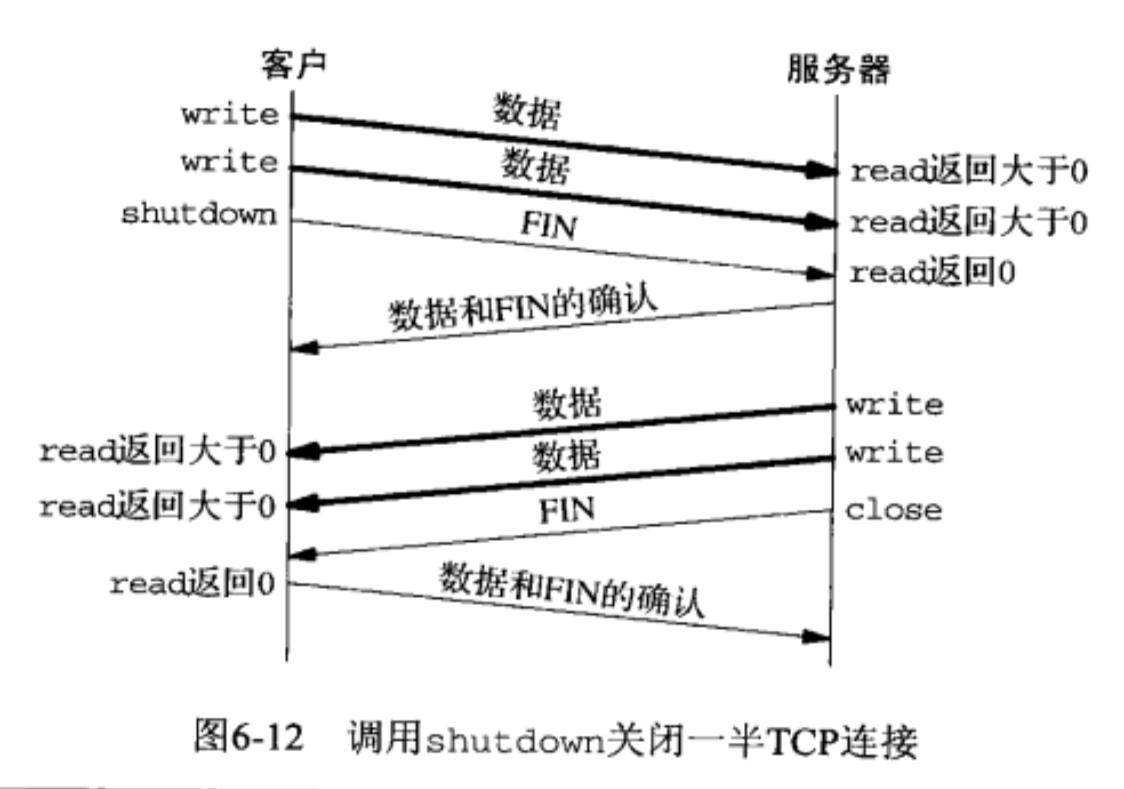 客户
服务器
write
数据
write
数据
read返回大于0
shutdown
FIN
read返回大于0
read返回0
数据和FIN的确认
数据
write
read返回大于0
数据
write
read返回大于0
FIN
close
read返回0
数据和FIN的确认
图6-12 调用shutdown关闭一半TCP连接